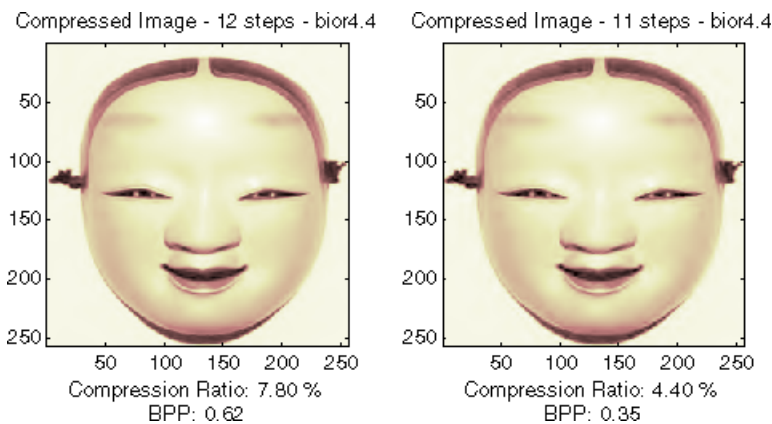 Compressed Image - 12 steps - bior4.4
50
100
150
200
250
50 100 150 200 250
Compression Ratio: 7.80 %
BPP: 0.62
Compressed Image - 11 steps - bior4.4
50
100
150
200
250
50 100 150 200 250
Compression Ratio: 4.40 %
BPP: 0.35